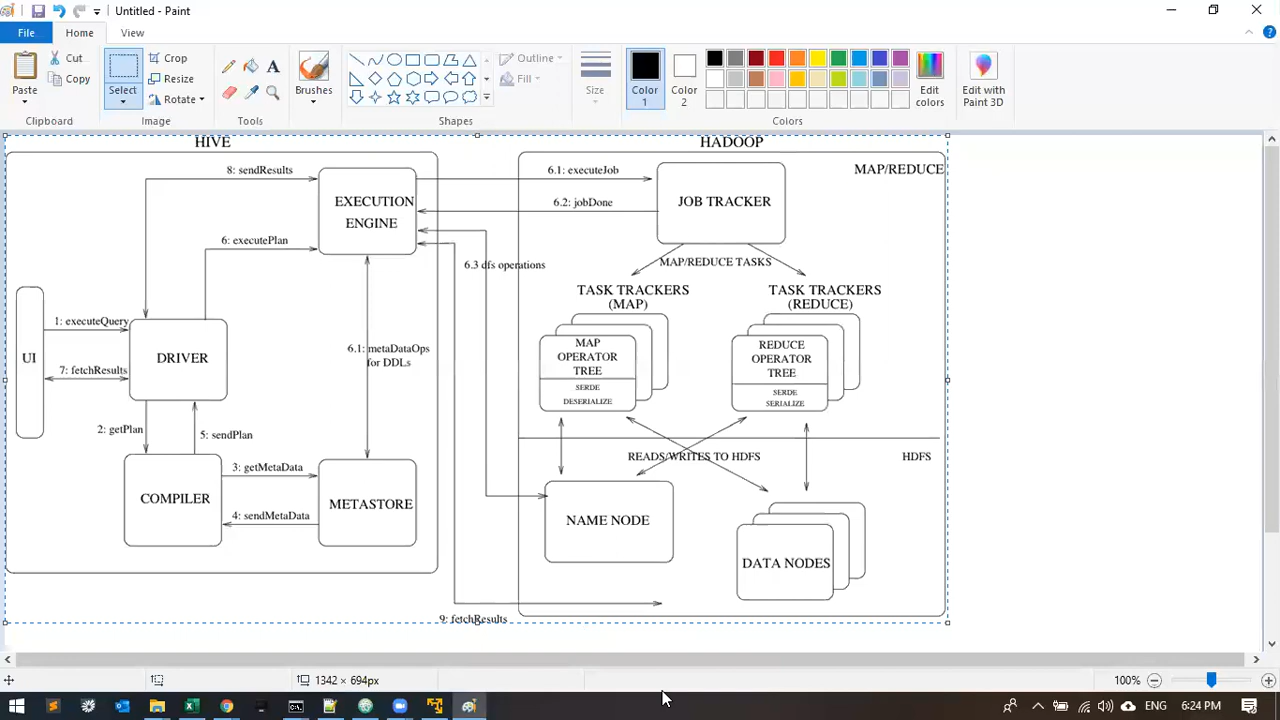 Untitled - Paint
File
Home
View
Paste
Cut
Copy
Clipboard
Select
Crop
Resize
Rotate
Image
Tools
Brushes
Shapes
Outline
Fill
Size
Color
1
Color
2
Colors
Edit
colors
Edit with
Paint 3D
HIVE
HADOOP
MAP/REDUCE
8: sendResults
EXECUTION
ENGINE
6.1: executeJob
6.2: jobDone
JOB TRACKER
6: executePlan
6.3 dfs operations
MAP/REDUCE TASKS
TASK TRACKERS
(MAP)
TASK TRACKERS
(REDUCE)
1: executeQuery
UI
DRIVER
7: fetchResults
6.1: metaDataOps
for DDLs
MAP
OPERATOR
TREE
SERDE
DESERIALIZE
REDUCE
OPERATOR
TREE
SERDE
SERIALIZE
2: getPlan
5: sendPlan
READS/WRITES TO HDFS
HDFS
3: getMetaData
COMPILER
METASTORE
4: sendMetaData
NAME NODE
DATA NODES
9: fetchResults
1342 × 694px
100%
ENG
6:24 PM